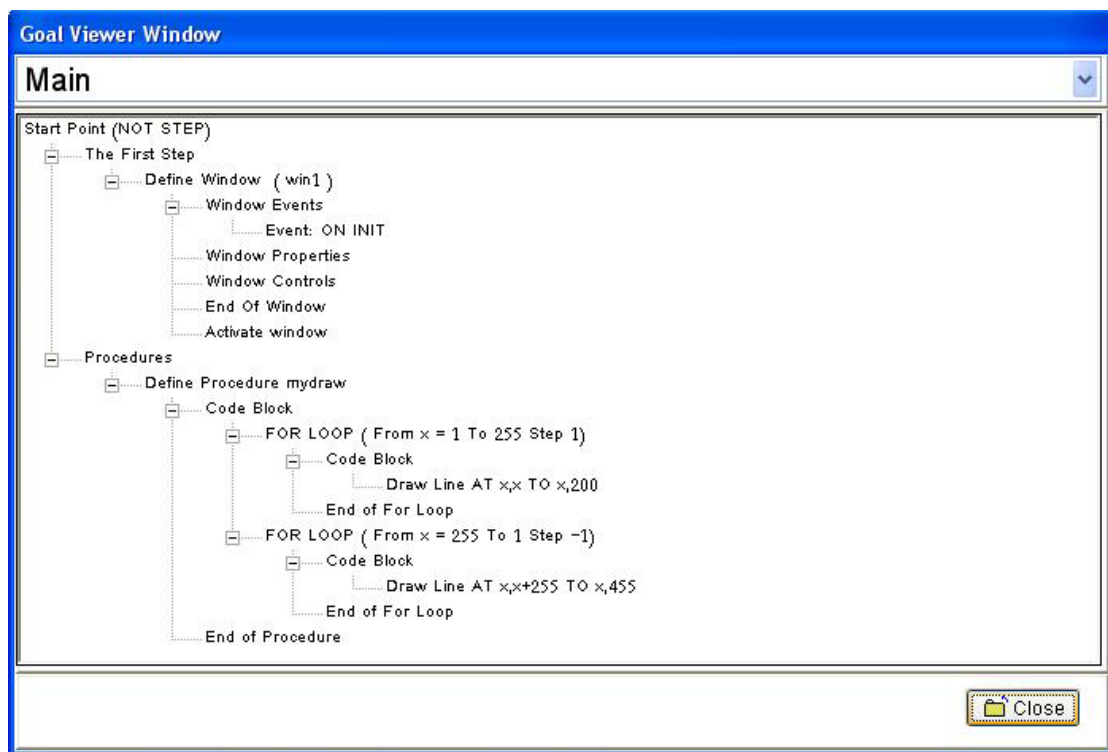 Goal Viewer Window
Main
Start Point (NOT STEP)
The First Step
Define Window ( win1 )
Window Events
Event: ON INIT
Window Properties
Window Controls
End Of Window
Activate window
Procedures
Define Procedure mydraw
Code Block
FOR LOOP ( From x = 1 To 255 Step 1)
Code Block
Draw Line AT x,x TO x,200
End of For Loop
FOR LOOP ( From x = 255 To 1 Step -1)
Code Block
Draw Line AT x,x+255 TO x,455
End of For Loop
End of Procedure
Close